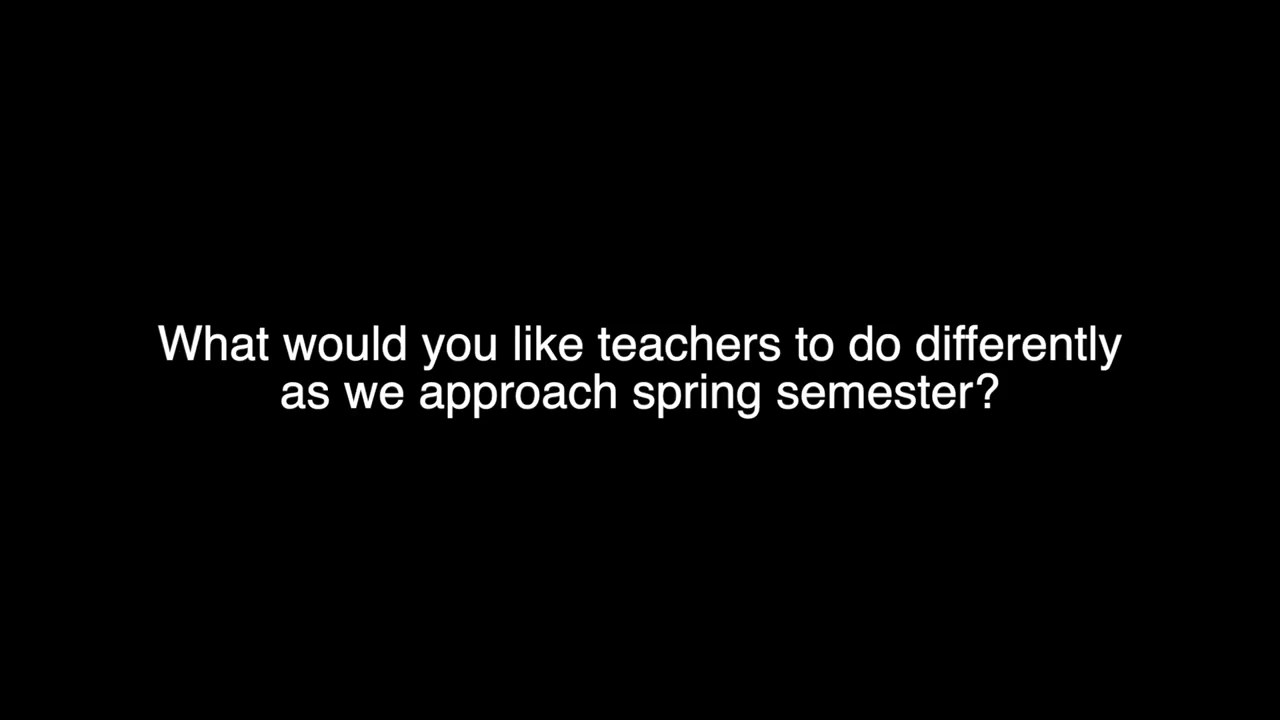 What would you like teachers to do differently
as we approach spring semester?